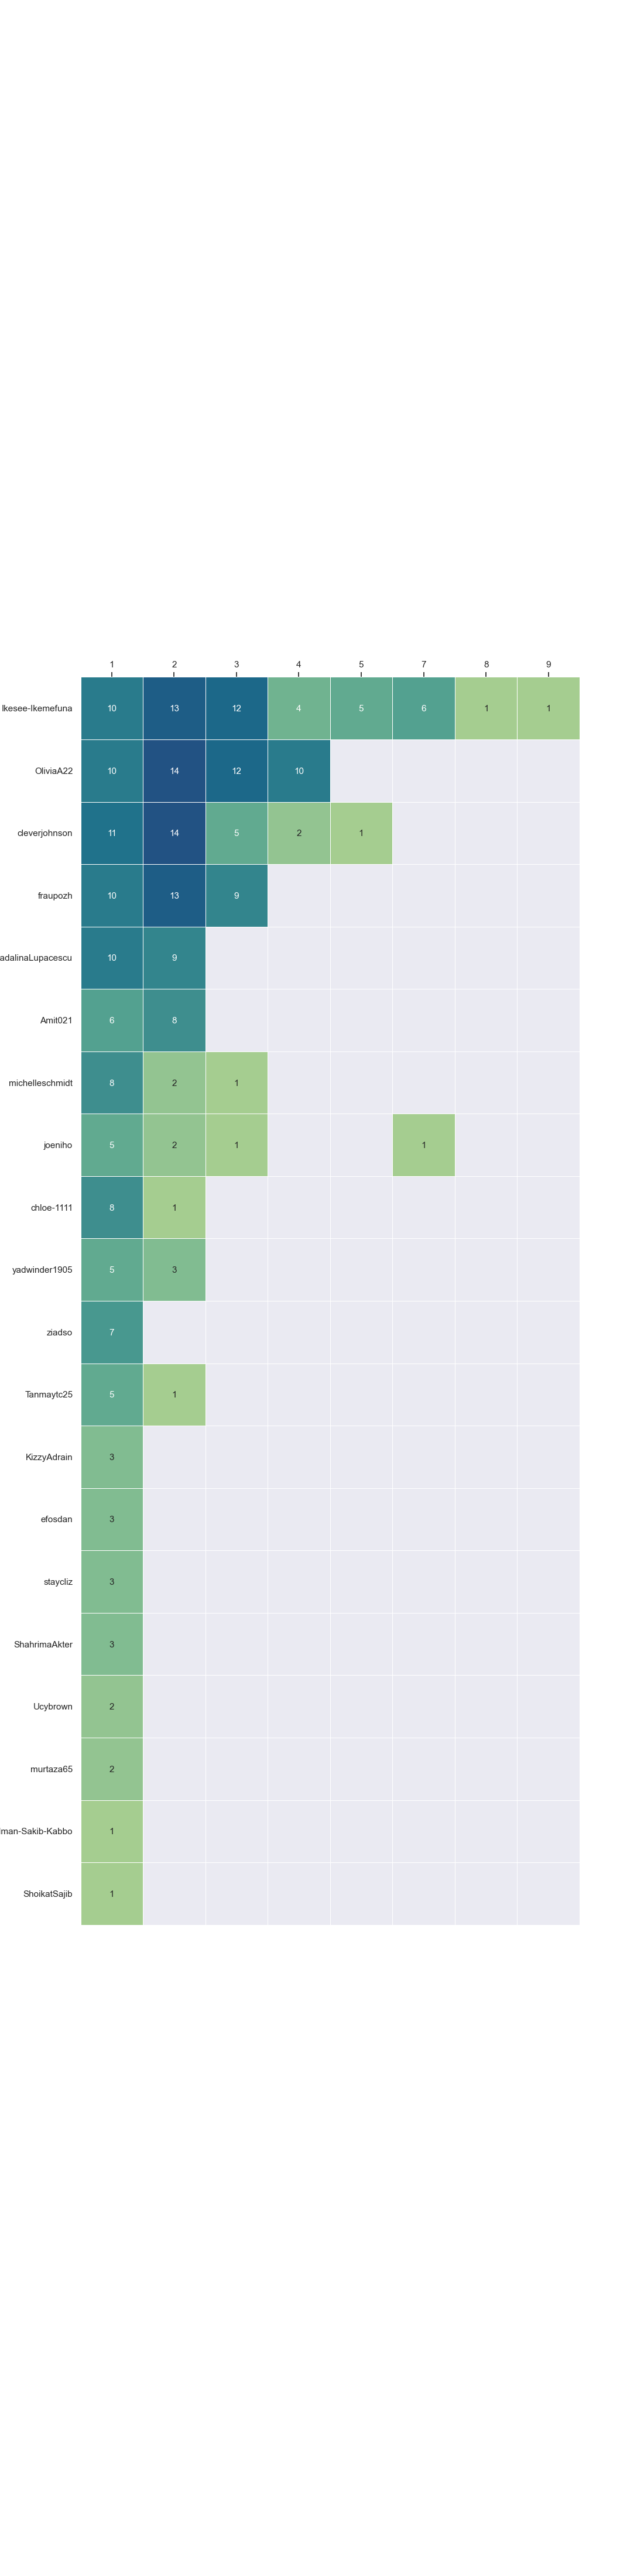 1 2 3 4 5 7 8 9
Ikesee-Ikemefuna 10 13 12 4 5 6 1 1
OliviaA22 10 14 12 10
cleverjohnson 11 14 5 2 1
fraupozh 10 13 9
adalinaLupacescu 10 9
Amit021 6 8
michelleschmidt 8 2 1
joeniho 5 2 1 1
chloe-1111 8 1
yadwinder1905 5 3
ziadso 7
Tanmaytc25 5 1
KizzyAdrain 3
efosdan 3
staycliz 3
ShahrimaAkter 3
Ucybrown 2
murtaza65 2
man-Sakib-Kabbo 1
ShoikatSajib 1